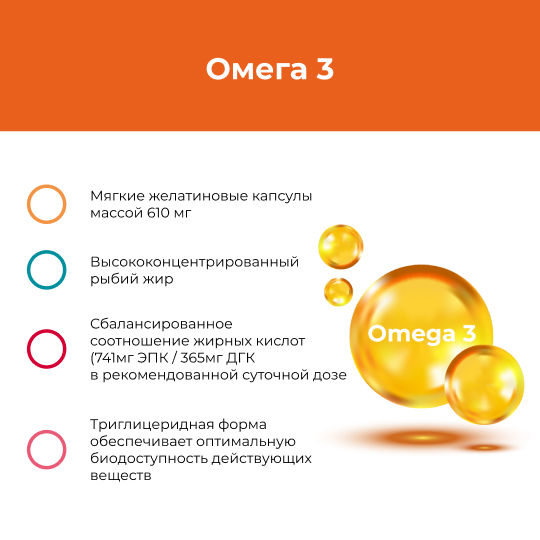 Омега 3
Мягкие желатиновые капсулы
массой 610 мг
Высококонцентрированный
рыбий жир
Сбалансированное
соотношение жирных кислот
(741мг ЭПК / 365мг ДГК
в рекомендованной суточной дозе
Триглицеридная форма
обеспечивает оптимальную
биодоступность действующих
веществ
Omega 3